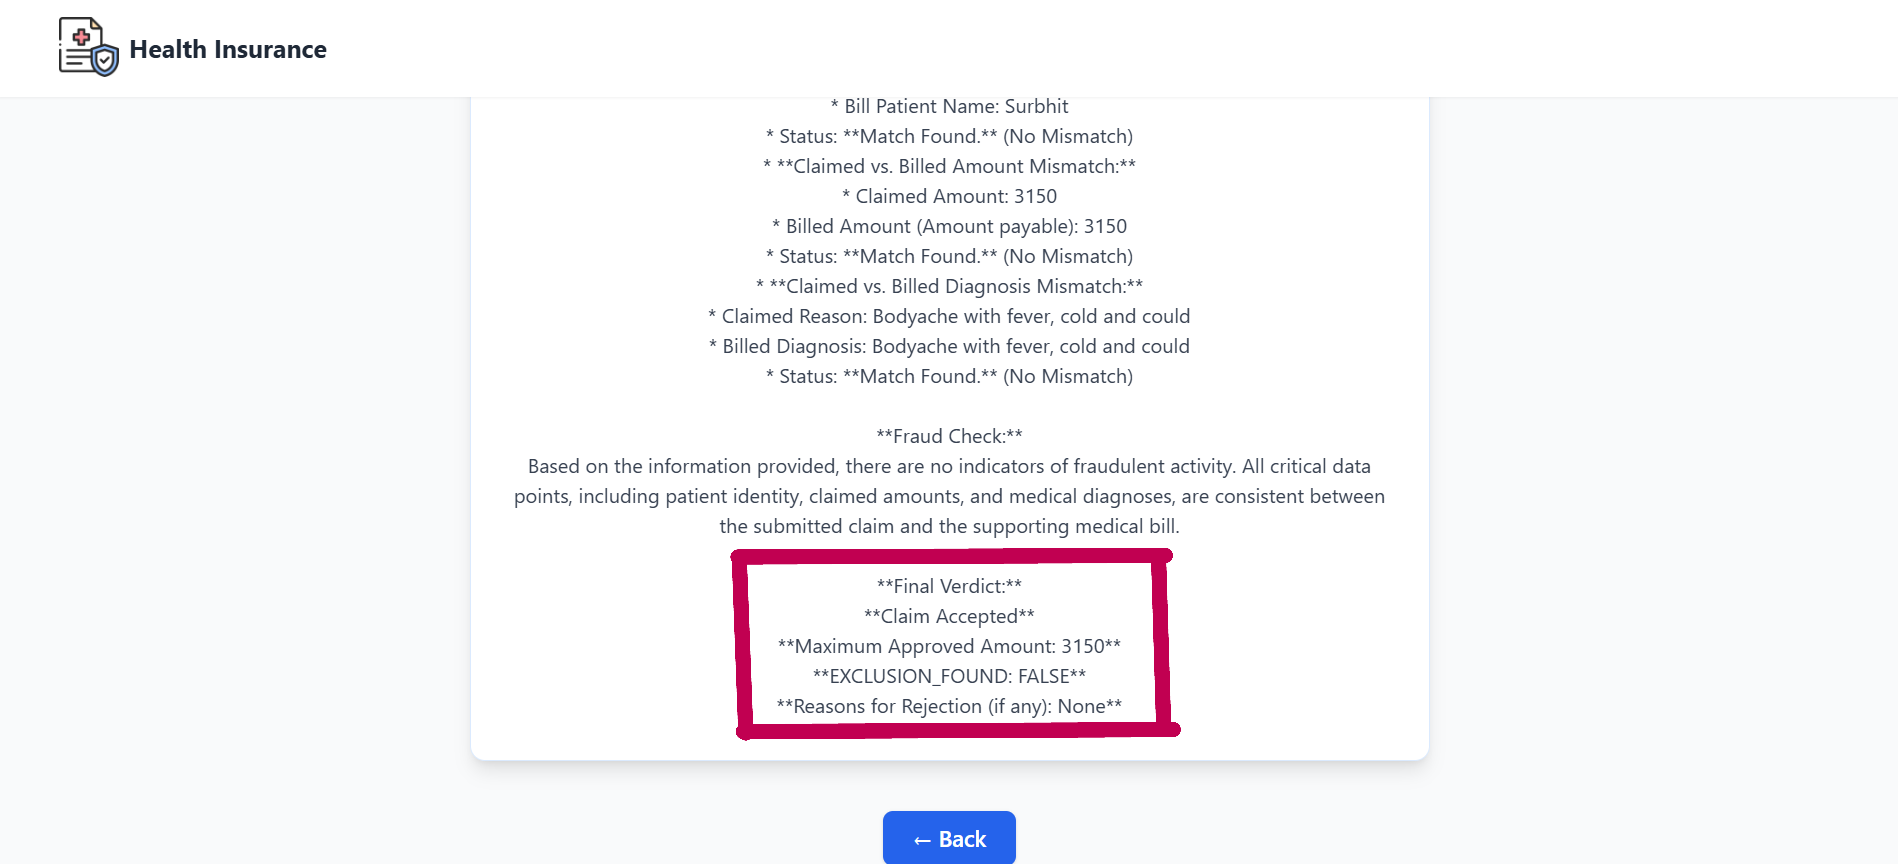 Health Insurance
* Bill Patient Name: Surbhit
* Status: **Match Found.** (No Mismatch)
* **Claimed vs. Billed Amount Mismatch:**
* Claimed Amount: 3150
* Billed Amount (Amount payable): 3150
* Status: **Match Found.** (No Mismatch)
* **Claimed vs. Billed Diagnosis Mismatch:**
* Claimed Reason: Bodyache with fever, cold and could
* Billed Diagnosis: Bodyache with fever, cold and could
* Status: **Match Found.** (No Mismatch)
**Fraud Check:**
Based on the information provided, there are no indicators of fraudulent activity. All critical data
points, including patient identity, claimed amounts, and medical diagnoses, are consistent between
the submitted claim and the supporting medical bill.
**Final Verdict:**
**Claim Accepted**
**Maximum Approved Amount: 3150**
**EXCLUSION_FOUND: FALSE**
**Reasons for Rejection (if any): None**
← Back